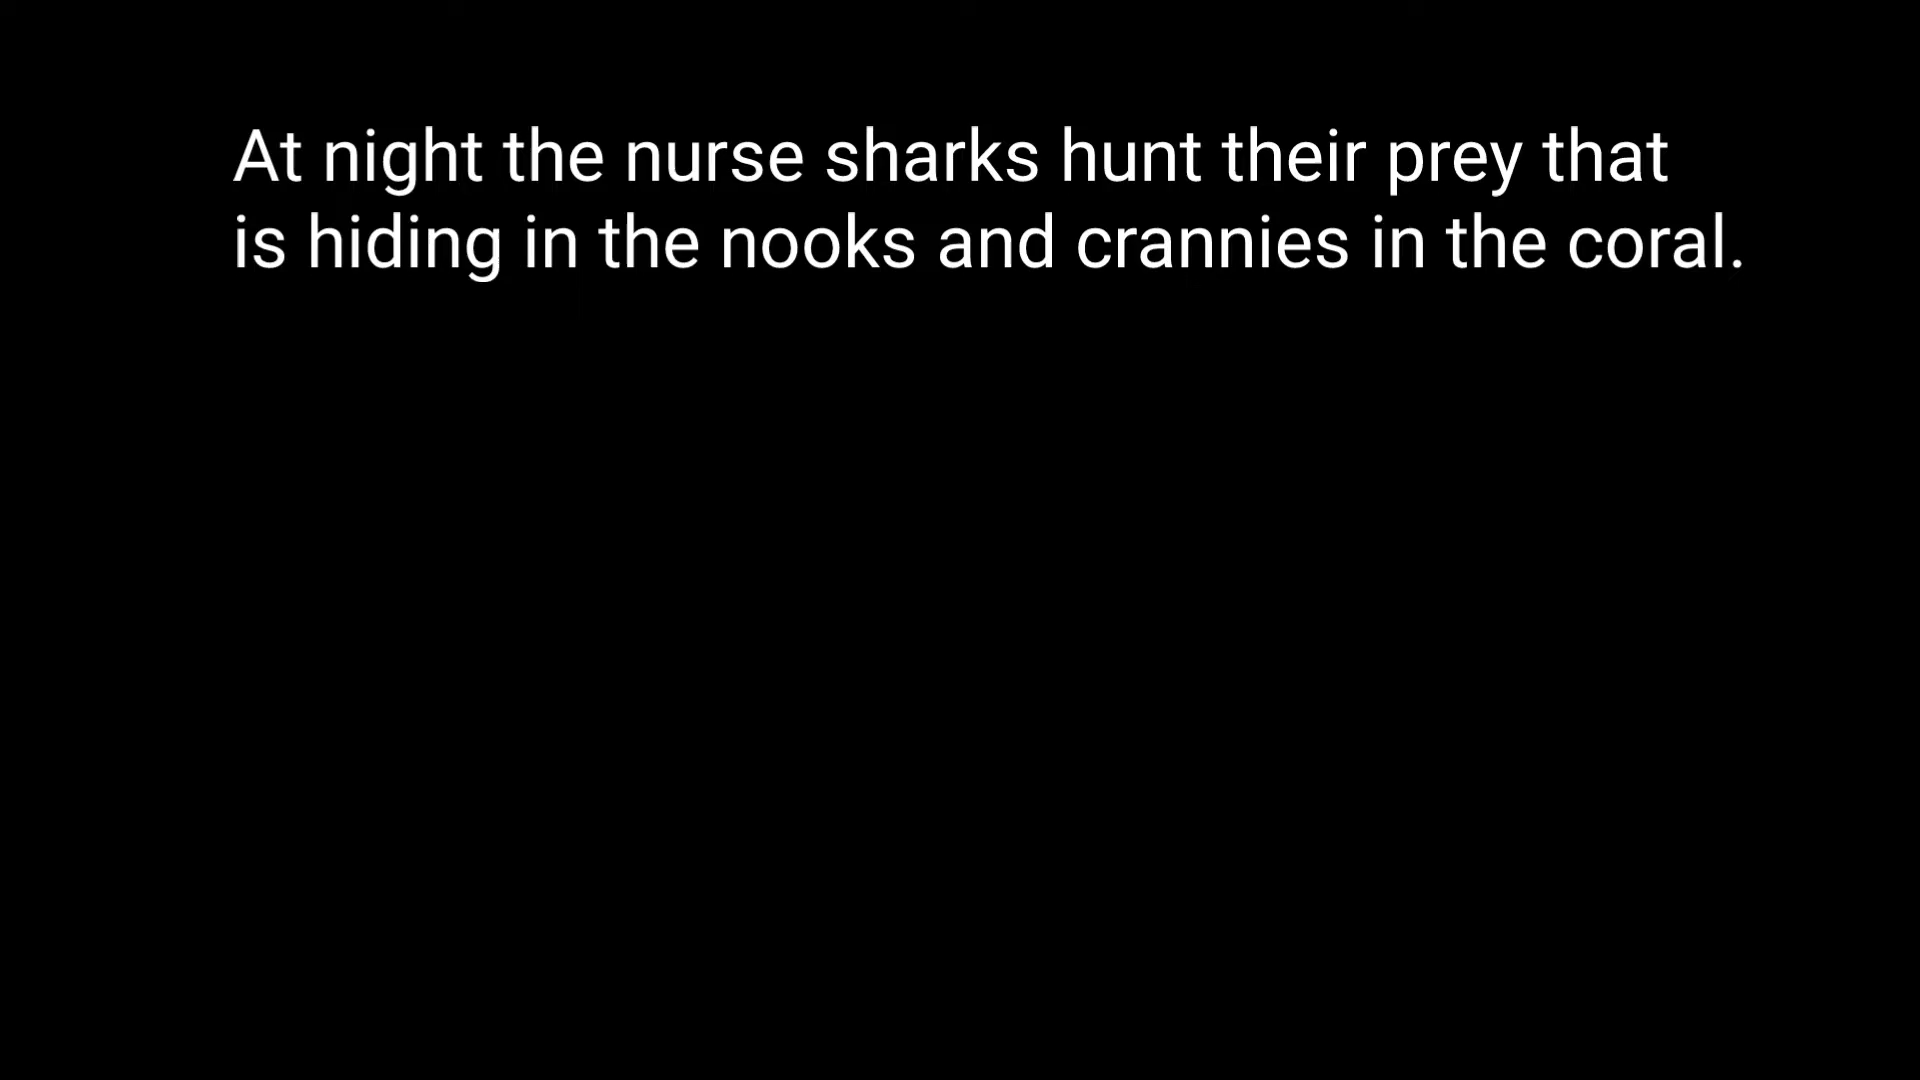 At night the nurse sharks hunt their prey that
is hiding in the nooks and crannies in the coral.